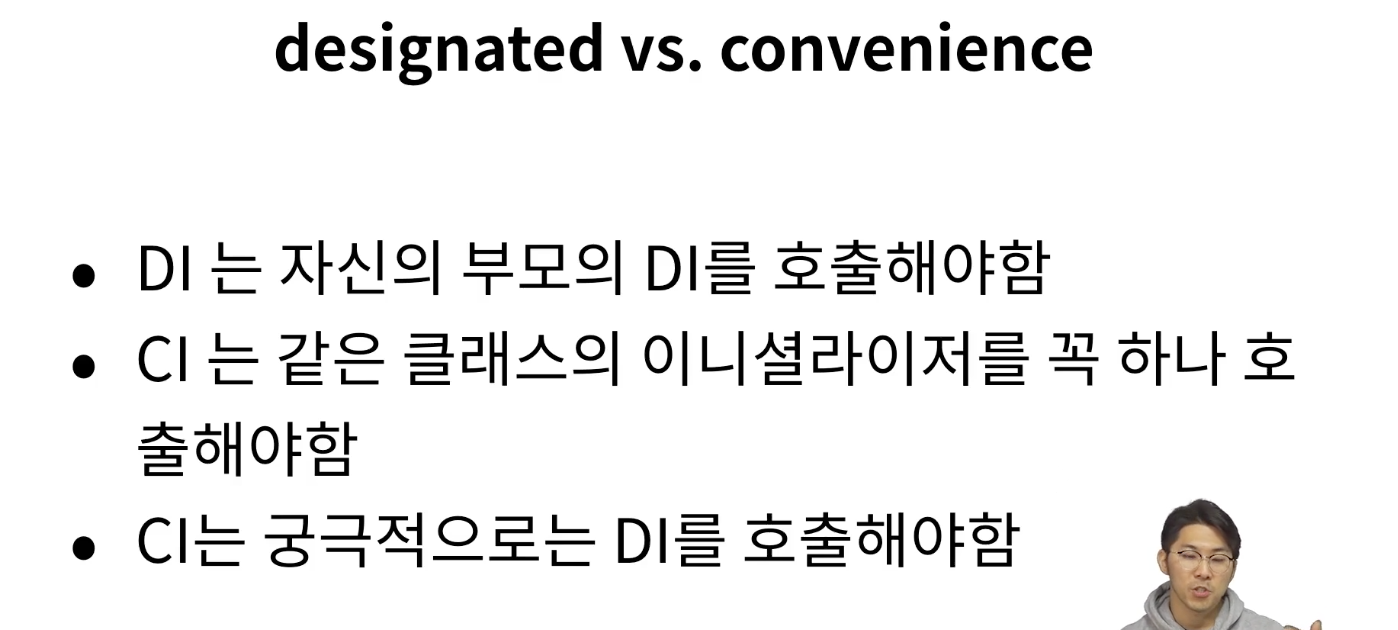 designated vs. convenience
● DI 는 자신의 부모의 DI를 호출해야함
● CI 는 같은 클래스의 이니셜라이저를 꼭 하나 호
출해야함
● CI는 궁극적으로는 DI를 호출해야함